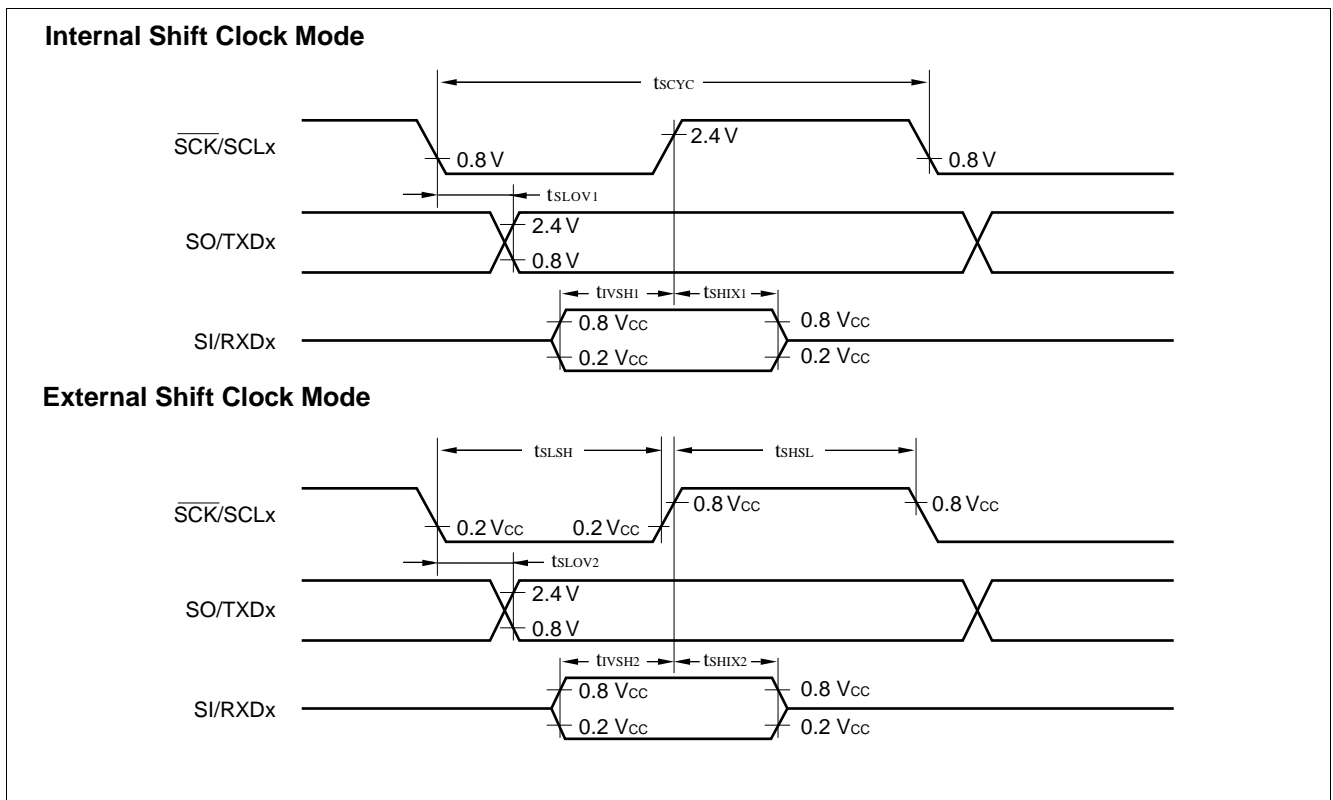 Internal Shift Clock Mode
tSCYC
SCK/SCLx
0.8 V
2.4 V
0.8 V
tSLOV1
SO/TXDx
2.4 V
0.8 V
tIVSH1
tSHIX1
SI/RXDx
0.8 VCC
0.8 VCC
0.2 VCC
0.2 VCC
External Shift Clock Mode
tSLSH
tSHSL
SCK/SCLx
0.2 VCC
0.2 VCC
0.8 VCC
0.8 VCC
tSLOV2
SO/TXDx
2.4 V
0.8 V
tIVSH2
tSHIX2
SI/RXDx
0.8 VCC
0.8 VCC
0.2 VCC
0.2 VCC